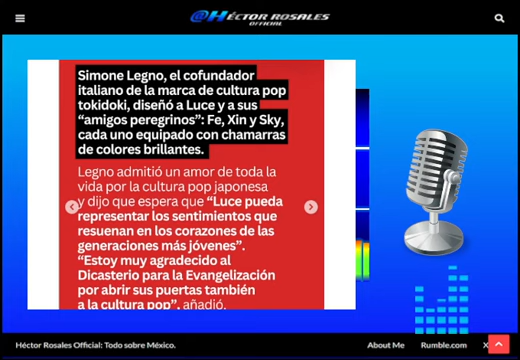 @HÉCTOR ROSALES
OFFICIAL
Simone Legno, el cofundador
italiano de la marca de cultura pop
tokidoki, diseñó a Luce y a sus
“amigos peregrinos”: Fe, Xin y Sky,
cada uno equipado con chamarras
de colores brillantes.
Legno admitió un amor de toda la
vida por la cultura pop japonesa
y dijo que espera que “Luce pueda
representar los sentimientos que
resuenan en los corazones de las
generaciones más jóvenes”.
“Estoy muy agradecido al
Dicasterio para la Evangelización
por abrir sus puertas también
a la cultura pop”, añadió.
Héctor Rosales Official: Todo sobre México.
About Me Rumble.com X